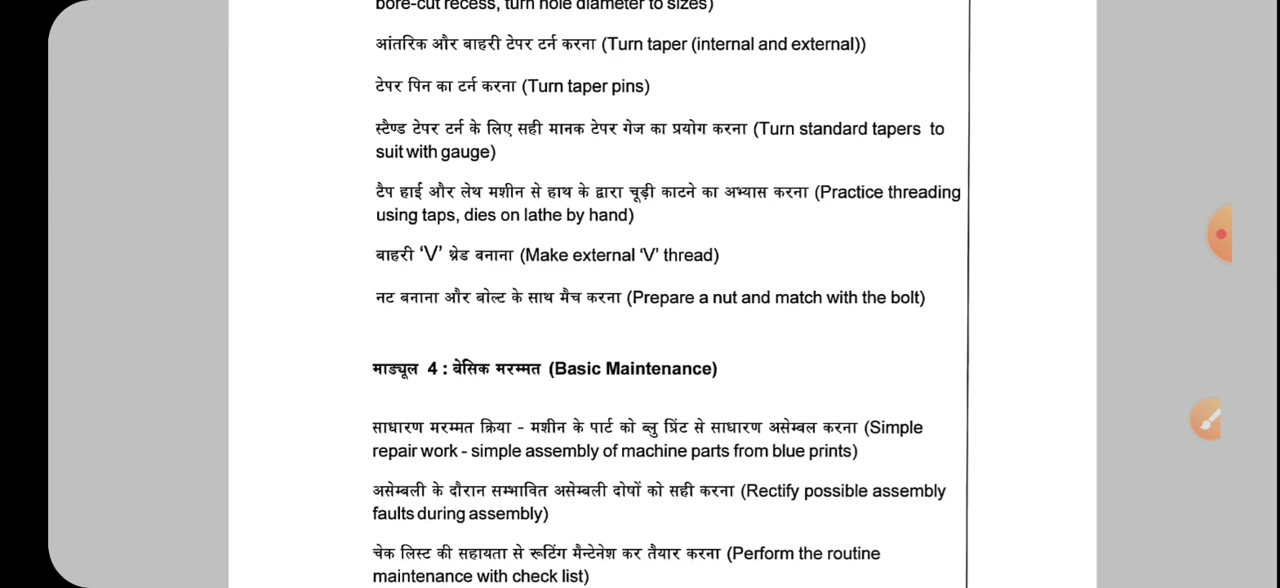 bore-cut recess, turn hole diameter to sizes)
आंतरिक और बाहरी टेपर टर्न करना (Turn taper (internal and external))
टेपर पिन का टर्न करना (Turn taper pins)
स्टैण्ड टेपर टर्न के लिए सही मानक टेपर गेज का प्रयोग करना (Turn standard tapers to
suit with gauge)
टैप हाई और लेथ मशीन से हाथ के द्वारा चूड़ी काटने का अभ्यास करना (Practice threading
using taps, dies on lathe by hand)
बाहरी ‘V’ थ्रेड बनाना (Make external ‘V’ thread)
नट बनाना और बोल्ट के साथ मैच करना (Prepare a nut and match with the bolt)
माड्यूल 4 : बेसिक मरम्मत (Basic Maintenance)
साधारण मरम्मत क्रिया - मशीन के पार्ट को ब्लु प्रिंट से साधारण असेम्बल करना (Simple
repair work - simple assembly of machine parts from blue prints)
असेम्बली के दौरान सम्भावित असेम्बली दोषों को सही करना (Rectify possible assembly
faults during assembly)
चेक लिस्ट की सहायता से रूटिंग मैन्टेनेश कर तैयार करना (Perform the routine
maintenance with check list)